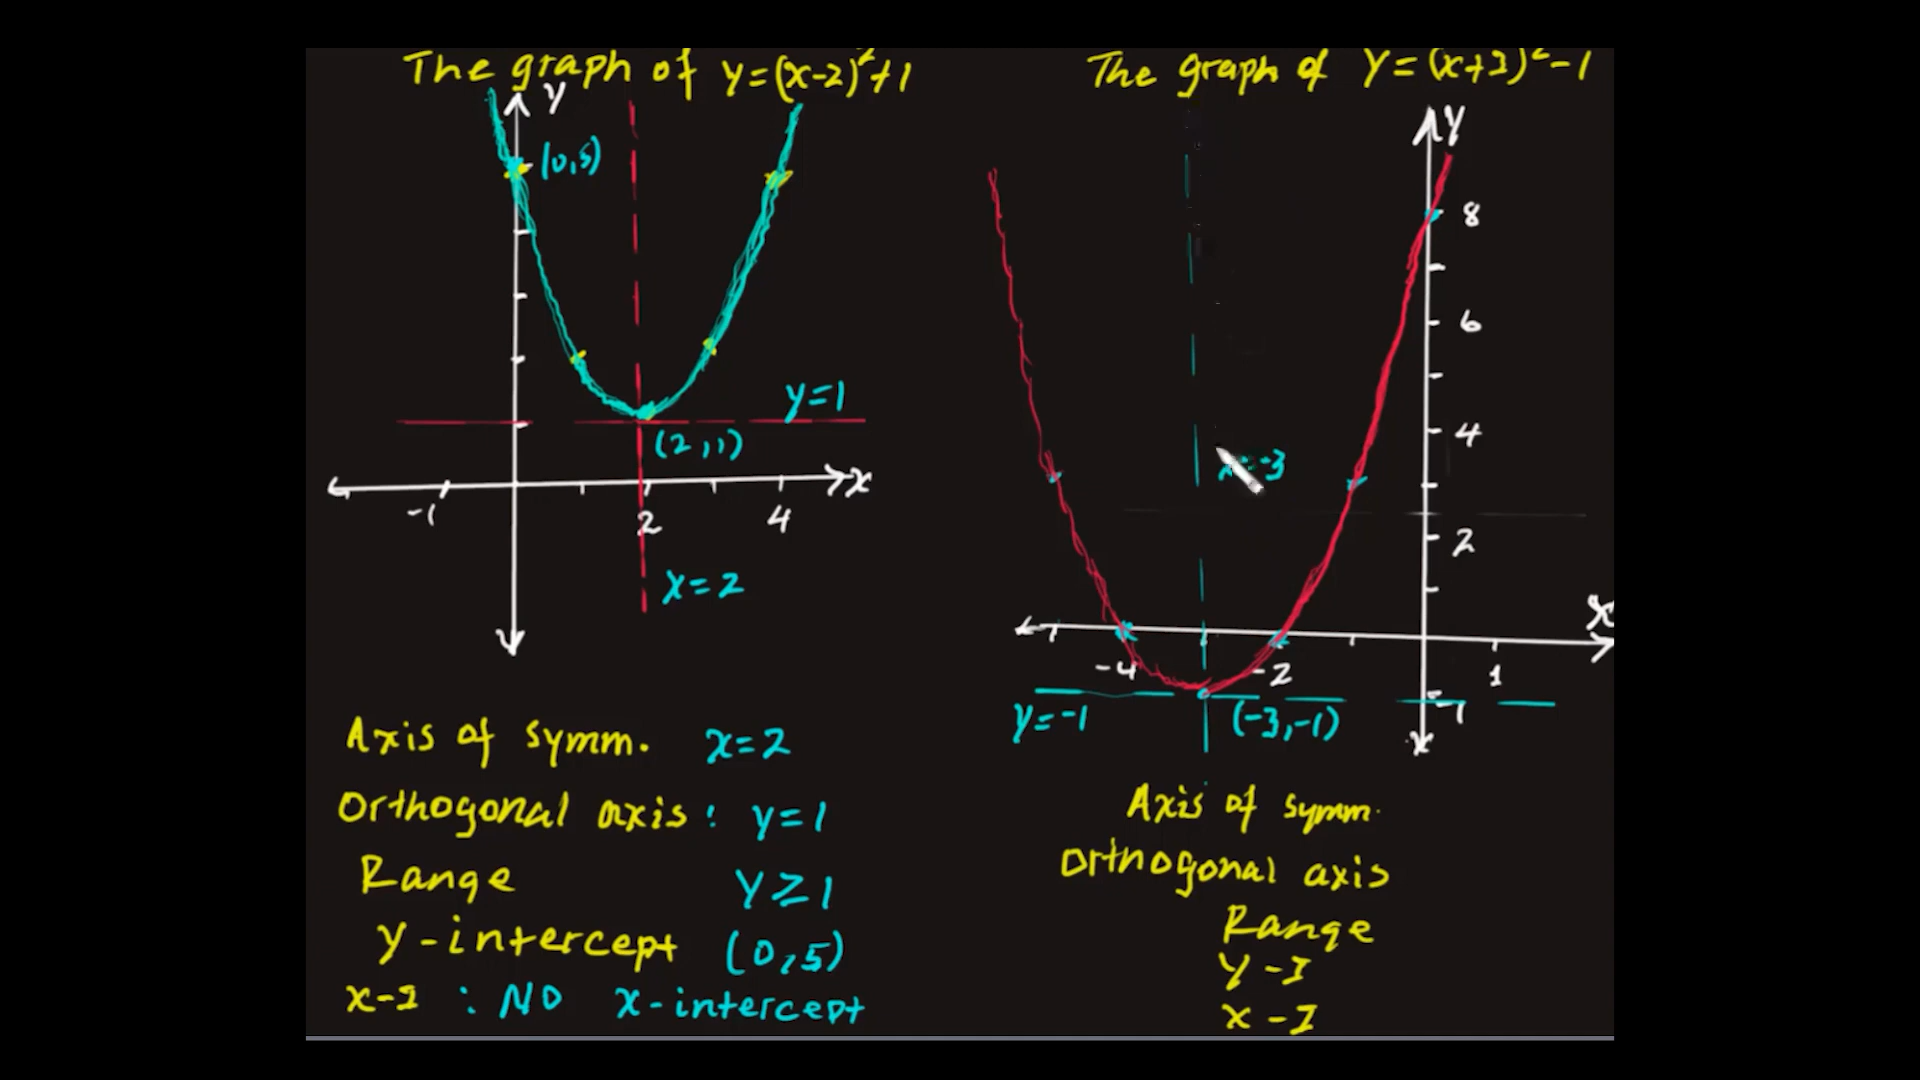 The graph of y=(x-2)²+1
y
(0,5)
y=1
(2,1)
x
-1
2
4
x=2
Axis of symm. x=2
Orthogonal axis: y=1
Range y≥1
y-intercept (0,5)
x-I : NO x-intercept
The graph of y=(x+3)²-1
y
8
6
4
x=-3
2
x
-4
-2
1
y=-1
(-3,-1)
-1
Axis of symm.
Orthogonal axis
Range
y-I
x-I